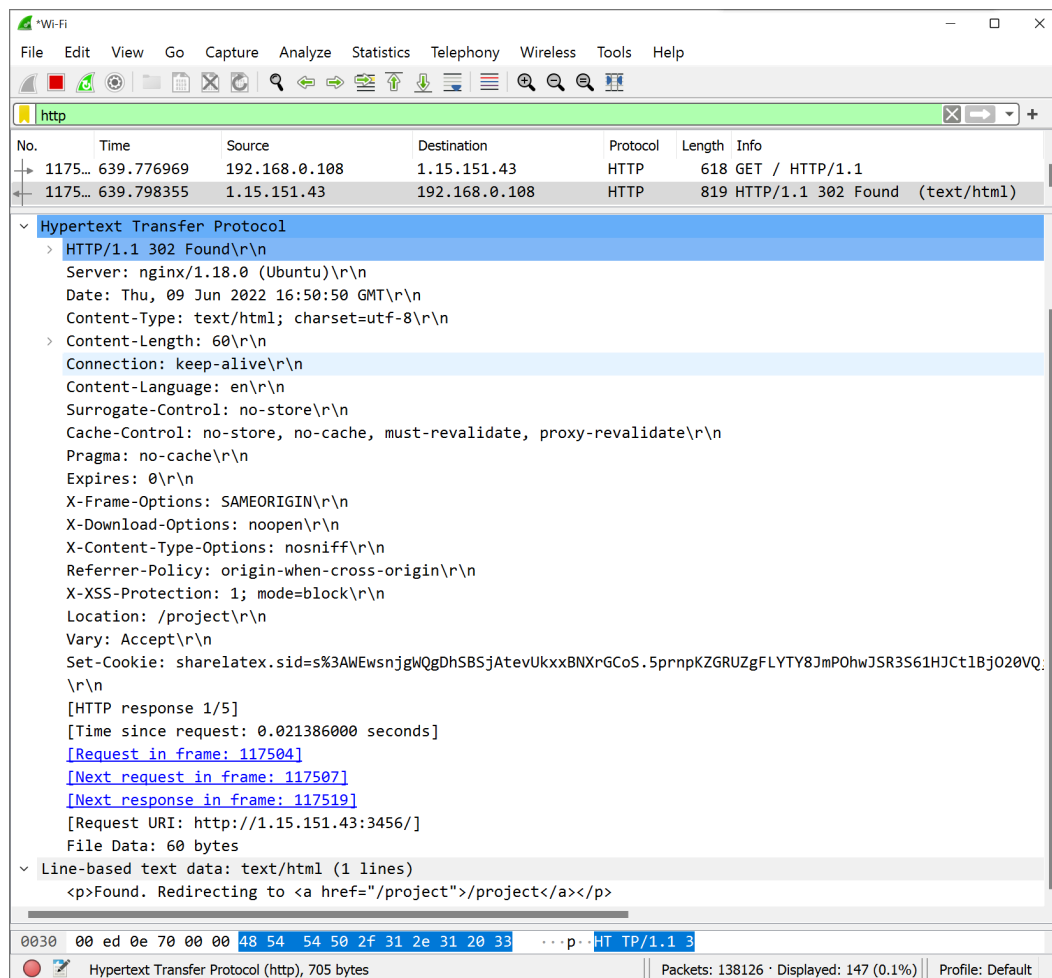 *Wi-Fi
File Edit View Go Capture Analyze Statistics Telephony Wireless Tools Help
http
No. Time Source Destination Protocol Length Info
1175… 639.776969 192.168.0.108 1.15.151.43 HTTP 618 GET / HTTP/1.1
1175… 639.798355 1.15.151.43 192.168.0.108 HTTP 819 HTTP/1.1 302 Found (text/html)
Hypertext Transfer Protocol
HTTP/1.1 302 Found\r\n
Server: nginx/1.18.0 (Ubuntu)\r\n
Date: Thu, 09 Jun 2022 16:50:50 GMT\r\n
Content-Type: text/html; charset=utf-8\r\n
Content-Length: 60\r\n
Connection: keep-alive\r\n
Content-Language: en\r\n
Surrogate-Control: no-store\r\n
Cache-Control: no-store, no-cache, must-revalidate, proxy-revalidate\r\n
Pragma: no-cache\r\n
Expires: 0\r\n
X-Frame-Options: SAMEORIGIN\r\n
X-Download-Options: noopen\r\n
X-Content-Type-Options: nosniff\r\n
Referrer-Policy: origin-when-cross-origin\r\n
X-XSS-Protection: 1; mode=block\r\n
Location: /project\r\n
Vary: Accept\r\n
Set-Cookie: sharelatex.sid=s%3AWEwsnjgWQgDhSBSjAtevUkxxBNXrGCoS.5prnpKZGRUZgFLYTY8JmPOhwJSR3S61HJCtlBjO20VQ
\r\n
[HTTP response 1/5]
[Time since request: 0.021386000 seconds]
[Request in frame: 117504]
[Next request in frame: 117507]
[Next response in frame: 117519]
[Request URI: http://1.15.151.43:3456/]
File Data: 60 bytes
Line-based text data: text/html (1 lines)
<p>Found. Redirecting to <a href="/project">/project</a></p>
0030 00 ed 0e 70 00 00 48 54 54 50 2f 31 2e 31 20 33 ···p··HT TP/1.1 3
Hypertext Transfer Protocol (http), 705 bytes Packets: 138126 · Displayed: 147 (0.1%) Profile: Default